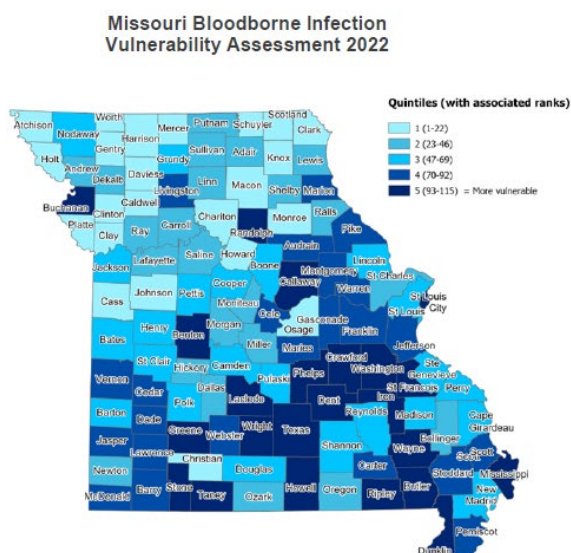 Missouri Bloodborne Infection
Vulnerability Assessment 2022
Quintiles (with associated ranks)
1 (1-22)
2 (23-46)
3 (47-69)
4 (70-92)
5 (93-115) = More vulnerable
Atchison
Nodaway
Worth
Harrison
Mercer
Putnam
Schuyler
Scotland
Clark
Holt
Gentry
Grundy
Sullivan
Adair
Knox
Lewis
Andrew
Dekalb
Daviess
Livingston
Linn
Macon
Shelby
Marion
Buchanan
Clinton
Caldwell
Chariton
Randolph
Monroe
Ralls
Platte
Clay
Ray
Carroll
Howard
Audrain
Pike
Jackson
Lafayette
Saline
Boone
Callaway
Montgomery
Lincoln
Warren
St Charles
St Louis
City
St Louis
Cass
Johnson
Pettis
Cooper
Moniteau
Cole
Osage
Gasconade
Franklin
Jefferson
Bates
Henry
Benton
Morgan
Miller
Maries
Crawford
Washington
Ste
Genevieve
St Francois
Perry
Vernon
St Clair
Hickory
Camden
Pulaski
Phelps
Dent
Iron
Madison
Cape
Girardeau
Cedar
Polk
Dallas
Laclede
Texas
Reynolds
Bollinger
Barton
Dade
Greene
Webster
Wright
Shannon
Wayne
Scott
Scott
Jasper
Lawrence
Christian
Douglas
Carter
Stoddard
Mississippi
Newton
McDonald
Barry
Stone
Taney
Ozark
Howell
Oregon
Ripley
Butler
New
Madrid
Pemiscot
Dunklin